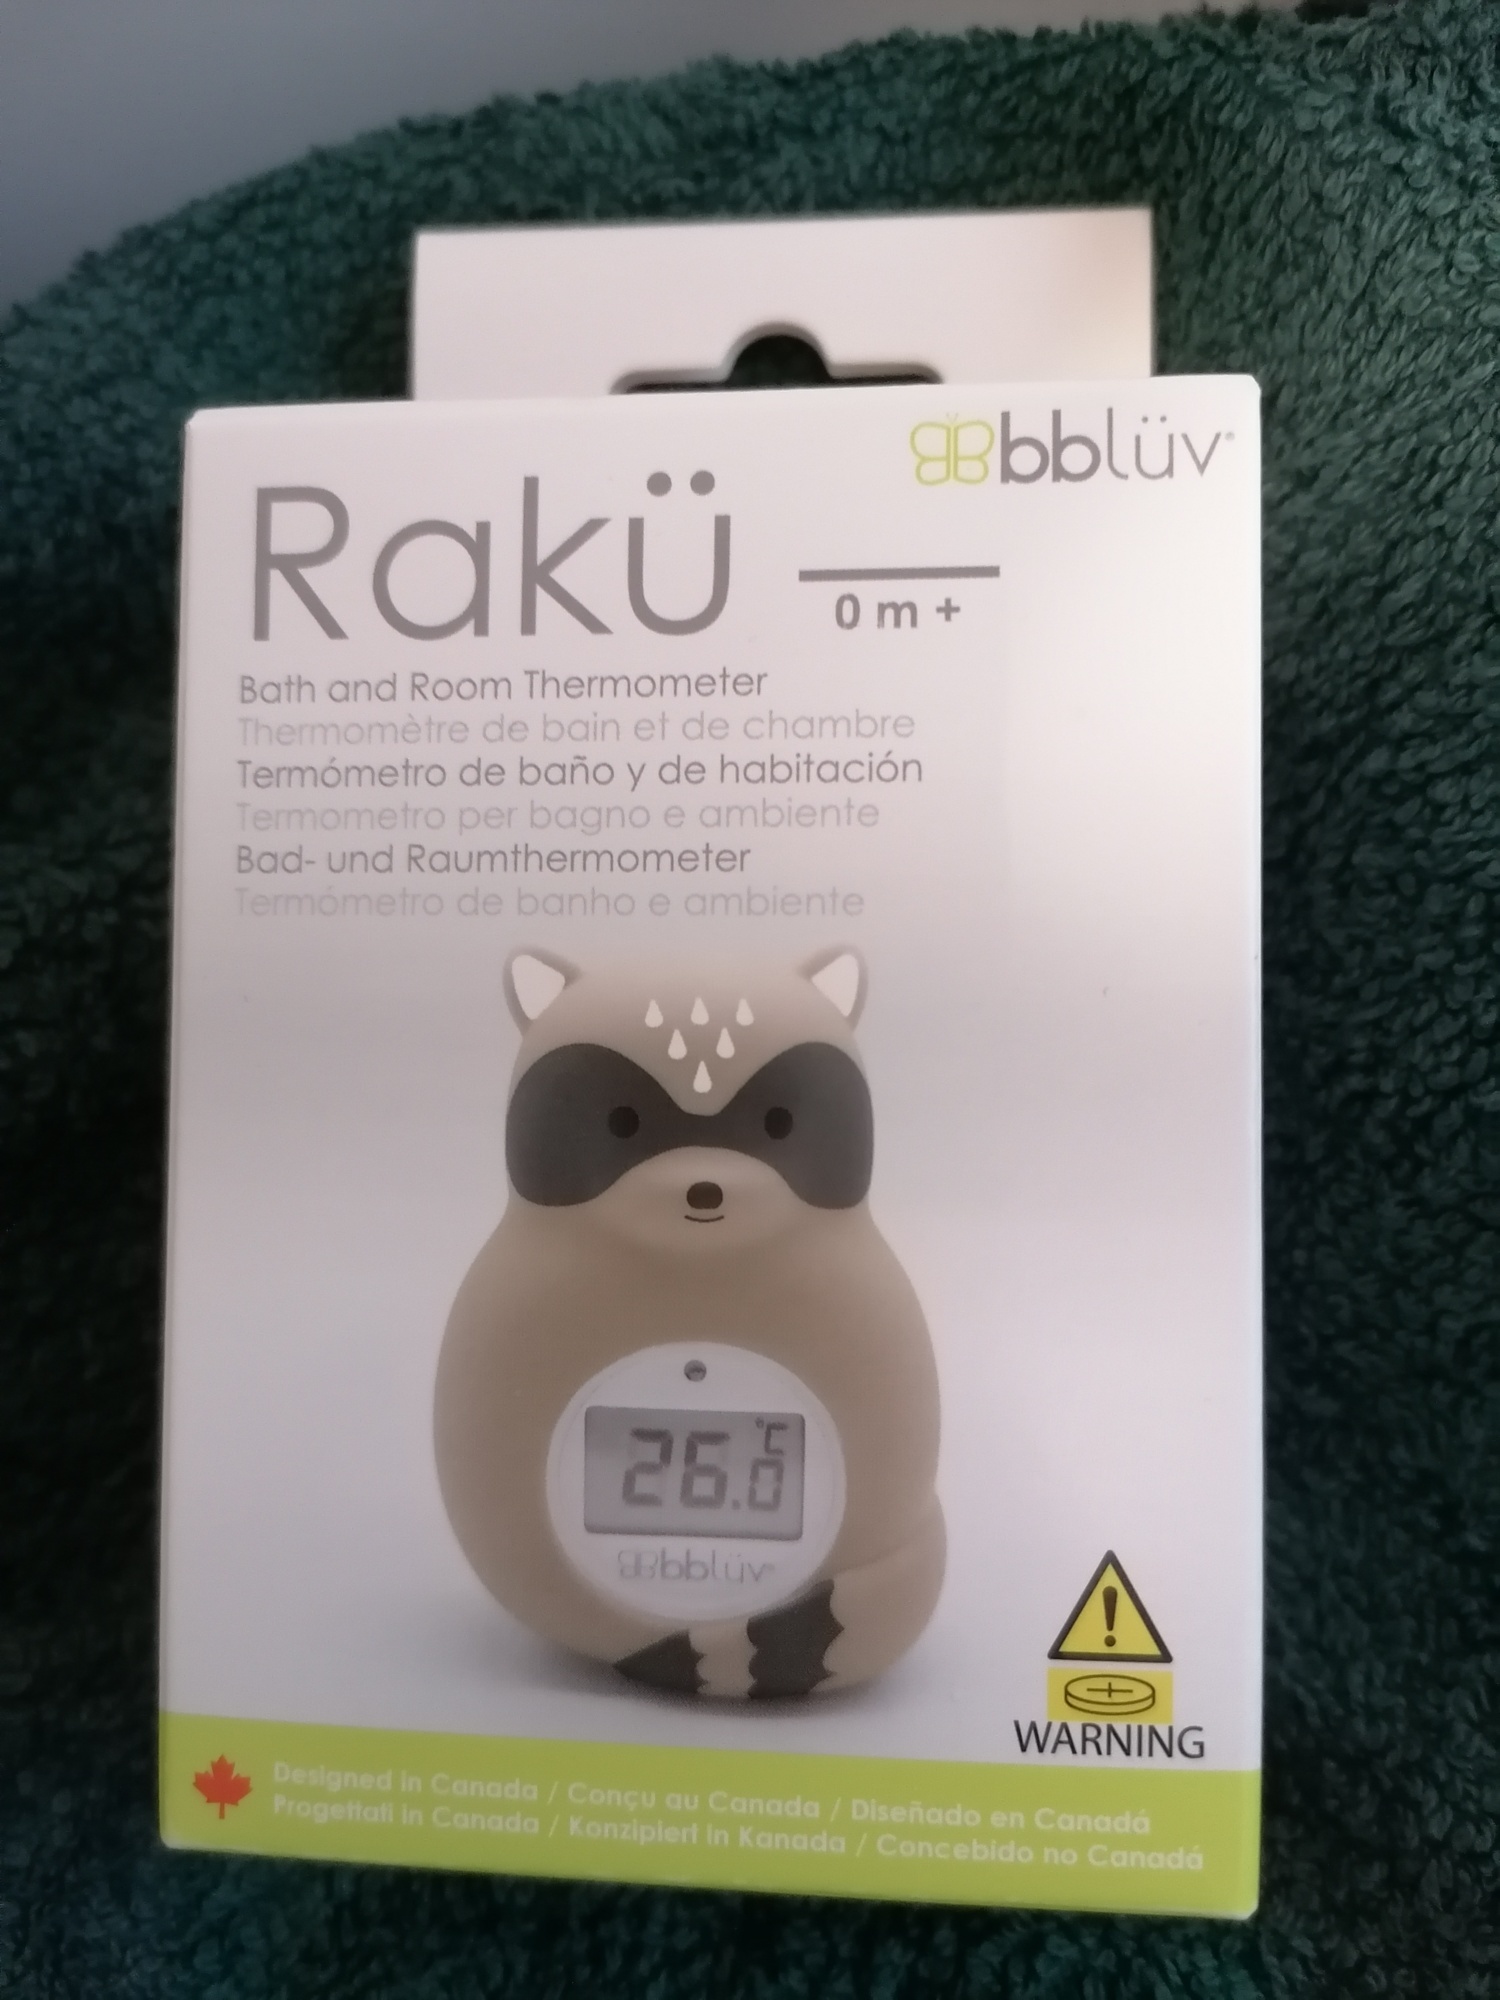 bblüv®
Rakü
0 m +
Bath and Room Thermometer
Thermomètre de bain et de chambre
Termómetro de baño y de habitación
Termometro per bagno e ambiente
Bad- und Raumthermometer
Termómetro de banho e ambiente
°C
26.0
bblüv®
WARNING
Designed in Canada / Conçu au Canada / Diseñado en Canadá
Progettati in Canada / Konzipiert in Kanada / Concebido no Canadá